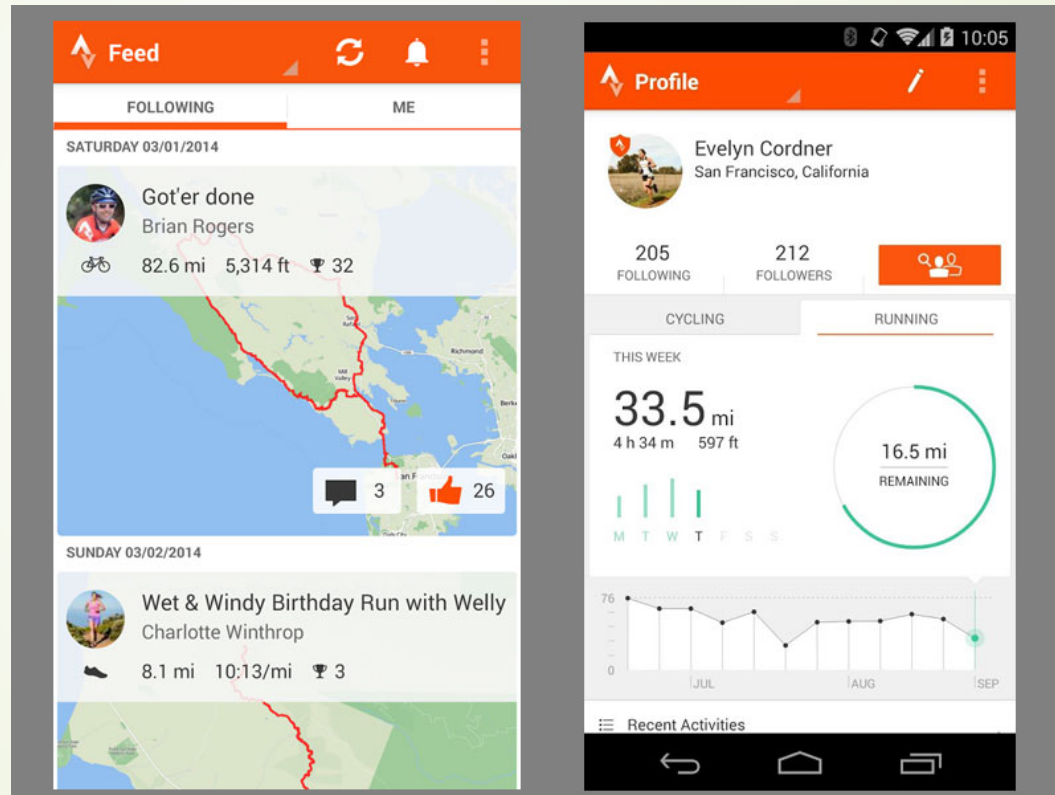 Feed
FOLLOWING ME
SATURDAY 03/01/2014
Got'er done
Brian Rogers
82.6 mi 5,314 ft 32
Richmond
Mill
Valley
3 26
SUNDAY 03/02/2014
Wet & Windy Birthday Run with Welly
Charlotte Winthrop
8.1 mi 10:13/mi 3
10:05
Profile
Evelyn Cordner
San Francisco, California
205 212
FOLLOWING FOLLOWERS
CYCLING RUNNING
THIS WEEK
33.5 mi
4 h 34 m 597 ft
16.5 mi
REMAINING
M T W T F S S
76
0
JUL AUG SEP
Recent Activities